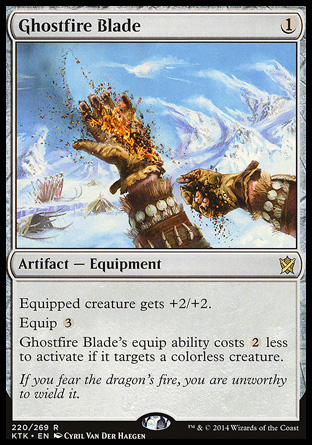 Ghostfire Blade 1
Artifact — Equipment
Equipped creature gets +2/+2.
Equip 3
Ghostfire Blade's equip ability costs 2 less
to activate if it targets a colorless creature.
If you fear the dragon's fire, you are unworthy
to wield it.
220/269 R
KTK • EN Cyril Van Der Haegen
™ & © 2014 Wizards of the Coast